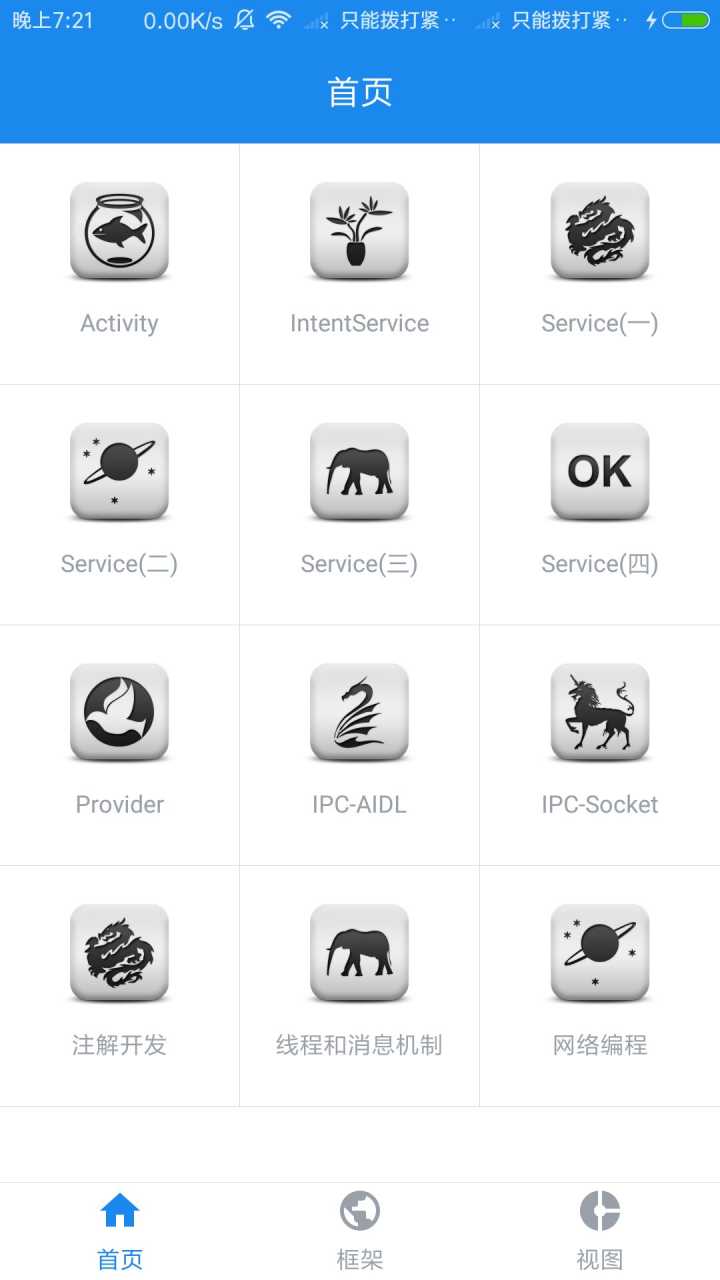 晚上7:21 0.00K/s 只能拨打紧·· 只能拨打紧··
首页
Activity IntentService Service(一)
OK
Service(二) Service(三) Service(四)
Provider IPC-AIDL IPC-Socket
注解开发 线程和消息机制 网络编程
首页 框架 视图